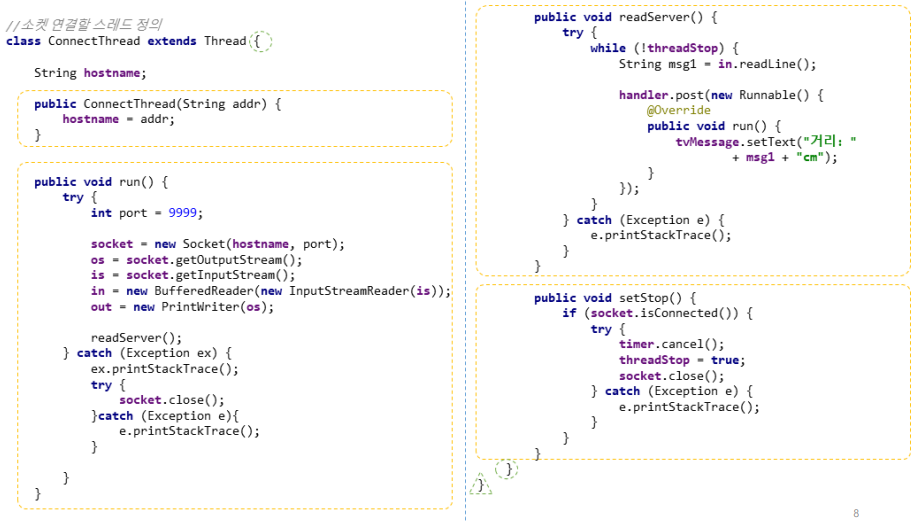 //소켓 연결할 스레드 정의
class ConnectThread extends Thread {
String hostname;
public ConnectThread(String addr) {
hostname = addr;
}
public void run() {
try {
int port = 9999;
socket = new Socket(hostname, port);
os = socket.getOutputStream();
is = socket.getInputStream();
in = new BufferedReader(new InputStreamReader(is));
out = new PrintWriter(os);
readServer();
} catch (Exception ex) {
ex.printStackTrace();
try {
socket.close();
}catch (Exception e){
e.printStackTrace();
}
}
}
public void readServer() {
try {
while (!threadStop) {
String msg1 = in.readLine();
handler.post(new Runnable() {
@Override
public void run() {
tvMessage.setText("거리: "
+ msg1 + "cm");
}
});
}
} catch (Exception e) {
e.printStackTrace();
}
}
public void setStop() {
if (socket.isConnected()) {
try {
timer.cancel();
threadStop = true;
socket.close();
} catch (Exception e) {
e.printStackTrace();
}
}
}
}
}
8